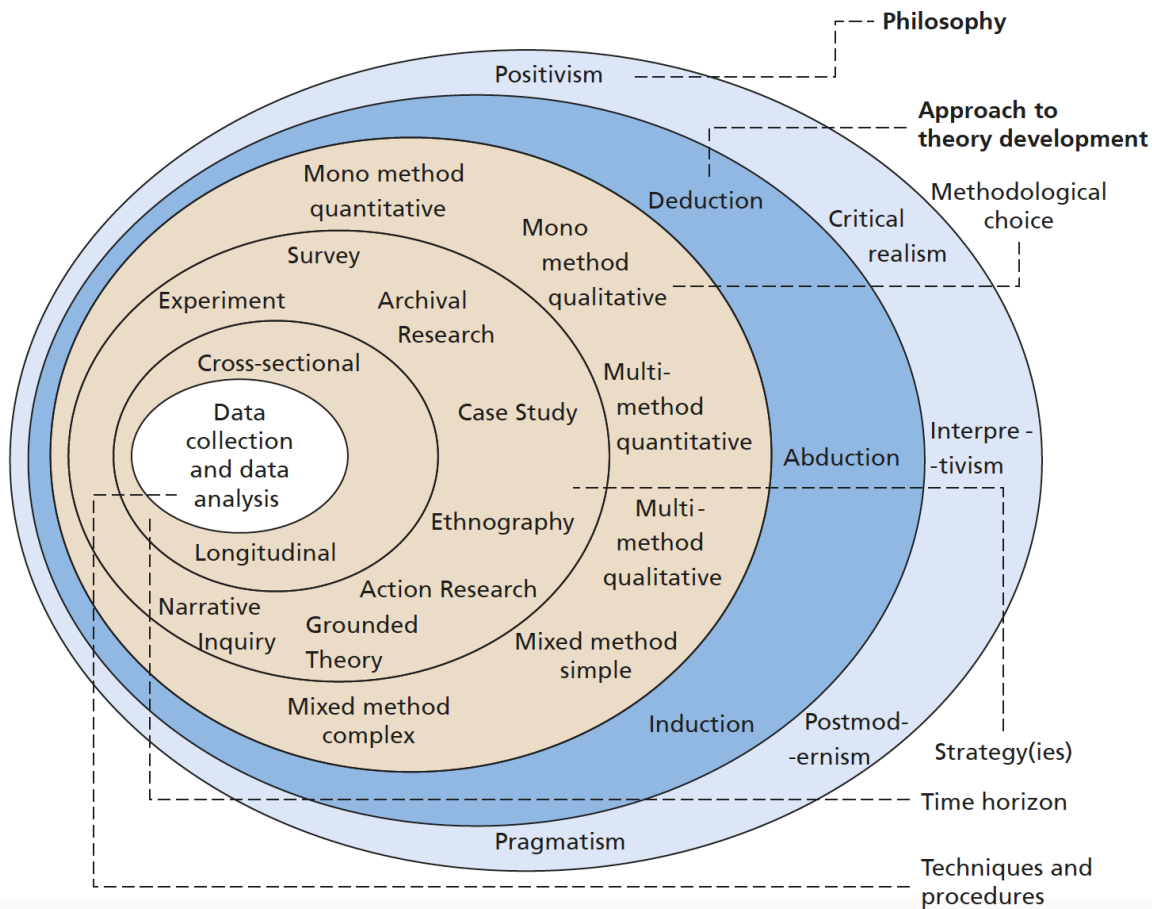 Philosophy
Positivism
Approach to
theory development
Mono method
quantitative
Deduction
Methodological
choice
Critical
realism
Mono
method
qualitative
Survey
Experiment
Archival
Research
Cross-sectional
Multi-
method
quantitative
Data
collection
and data
analysis
Case Study
Abduction
Interpre -
-tivism
Ethnography
Multi-
method
qualitative
Longitudinal
Action Research
Narrative
Inquiry
Grounded
Theory
Mixed method
simple
Mixed method
complex
Induction
Postmod-
-ernism
Strategy(ies)
Time horizon
Pragmatism
Techniques and
procedures